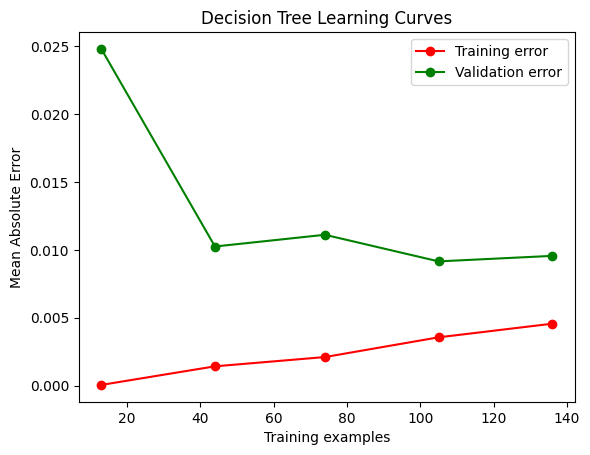 Decision Tree Learning Curves
Training error
Validation error
Mean Absolute Error
0.025
0.020
0.015
0.010
0.005
0.000
20 40 60 80 100 120 140
Training examples